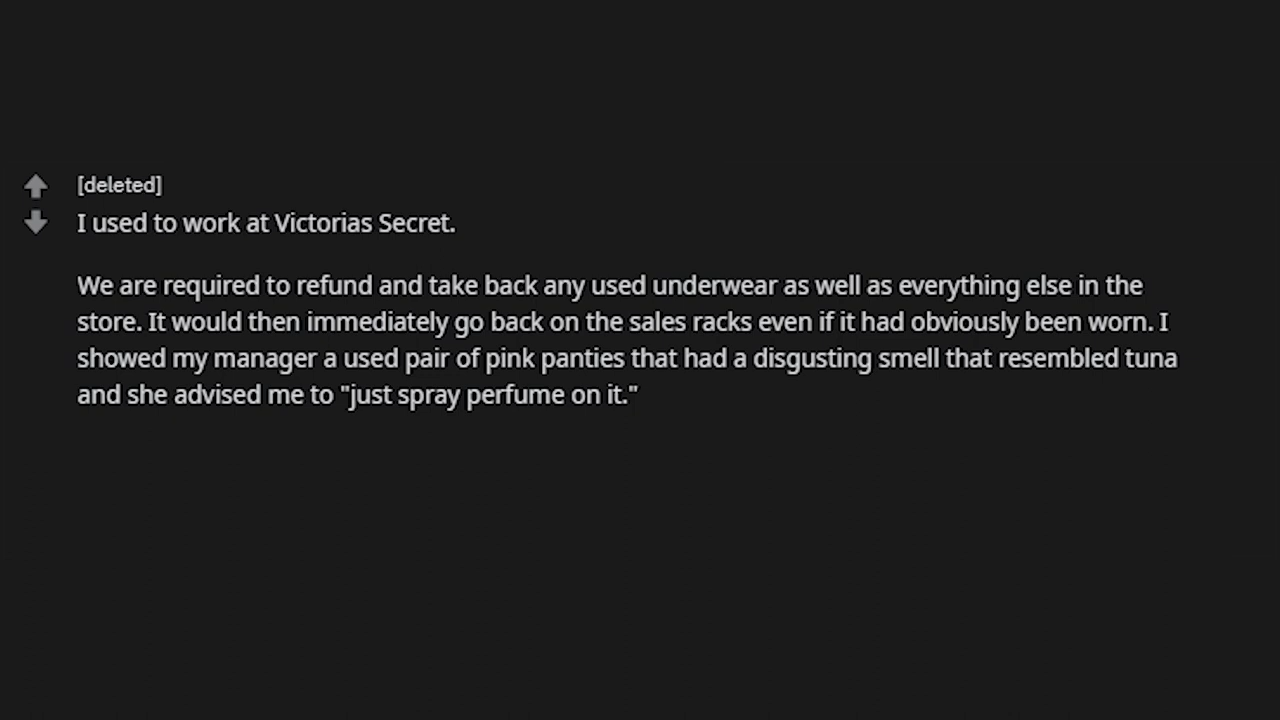 [deleted]
I used to work at Victorias Secret.
We are required to refund and take back any used underwear as well as everything else in the
store. It would then immediately go back on the sales racks even if it had obviously been worn. I
showed my manager a used pair of pink panties that had a disgusting smell that resembled tuna
and she advised me to "just spray perfume on it."